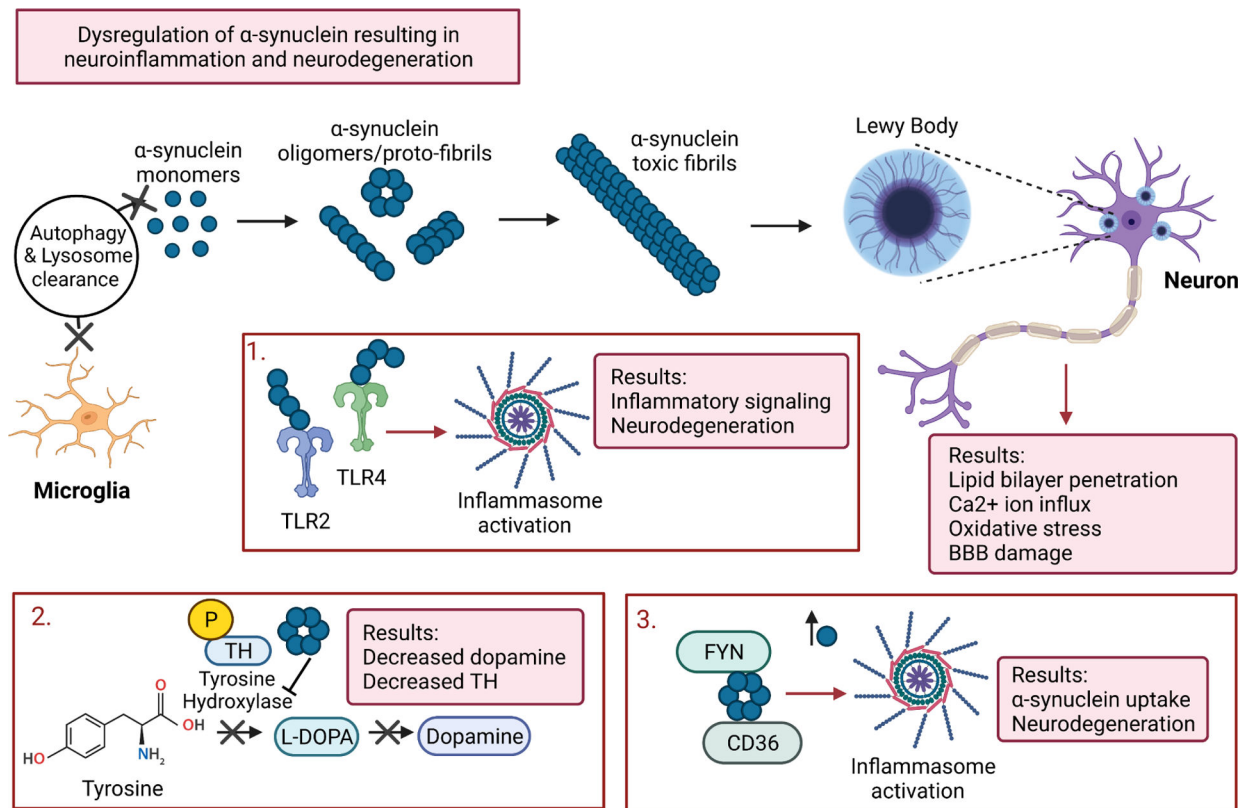 Dysregulation of α-synuclein resulting in
neuroinflammation and neurodegeneration
α-synuclein
monomers
α-synuclein
oligomers/proto-fibrils
α-synuclein
toxic fibrils
Lewy Body
Autophagy
& Lysosome
clearance
Neuron
Microglia
1.
TLR4
TLR2
Inflammasome
activation
Results:
Inflammatory signaling
Neurodegeneration
Results:
Lipid bilayer penetration
Ca2+ ion influx
Oxidative stress
BBB damage
2.
P
TH
Tyrosine
Hydroxylase
Results:
Decreased dopamine
Decreased TH
HO
O
OH
NH₂
Tyrosine
L-DOPA
Dopamine
3.
FYN
CD36
Inflammasome
activation
Results:
α-synuclein uptake
Neurodegeneration